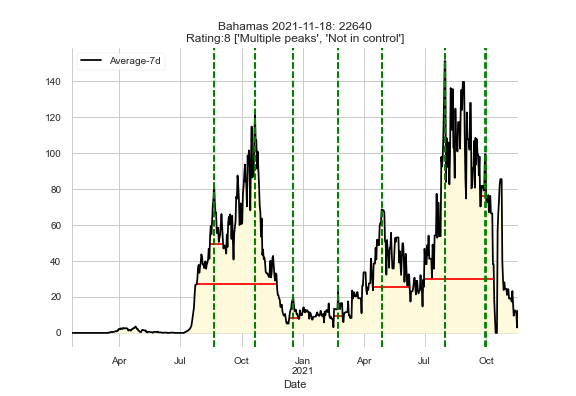 Bahamas 2021-11-18: 22640
Rating:8 ['Multiple peaks', 'Not in control']
Average-7d
140
120
100
80
60
40
20
0
Apr Jul Oct Jan Apr Jul Oct
2021
Date